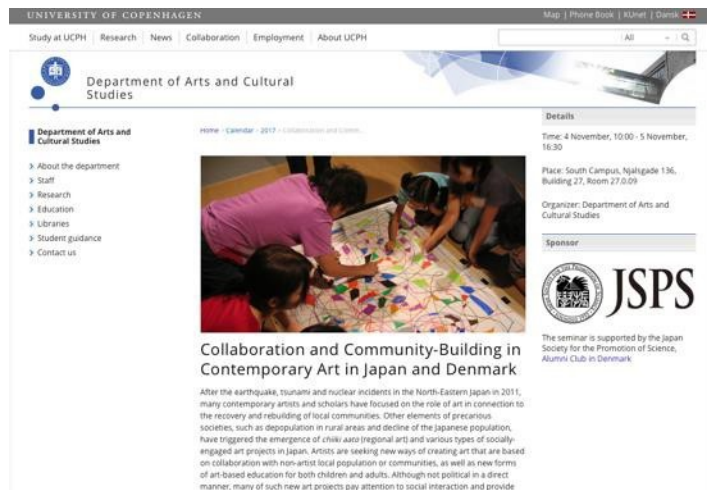 UNIVERSITY OF COPENHAGEN
Map | Phone Book | KUnet | Dansk
Study at UCPH | Research | News | Collaboration | Employment | About UCPH
All
Department of Arts and Cultural
Studies
Department of Arts and
Cultural Studies
About the department
Staff
Research
Education
Libraries
Student guidance
Contact us
Home › Calendar › 2017 › Collaboration and Comm...
Collaboration and Community-Building in
Contemporary Art in Japan and Denmark
After the earthquake, tsunami and nuclear incidents in the North-Eastern Japan in 2011,
many contemporary artists and scholars have focused on the role of art in connection to
the recovery and rebuilding of local communities. Other elements of precarious
societies, such as depopulation in rural areas and decline of the Japanese population,
have triggered the emergence of chiiki aato (regional art) and various types of socially-
engaged art projects in Japan. Artists are seeking new ways of creating art that are based
on collaboration with non-artist local population or communities, as well as new forms
of art-based education for both children and adults. Although not political in a direct
manner, many of such new art projects pay attention to social interaction and provide
Details
Time: 4 November, 10:00 - 5 November,
16:30
Place: South Campus, Njalsgade 136,
Building 27, Room 27.0.09
Organizer: Department of Arts and
Cultural Studies
Sponsor
JSPS
The seminar is supported by the Japan
Society for the Promotion of Science,
Alumni Club in Denmark